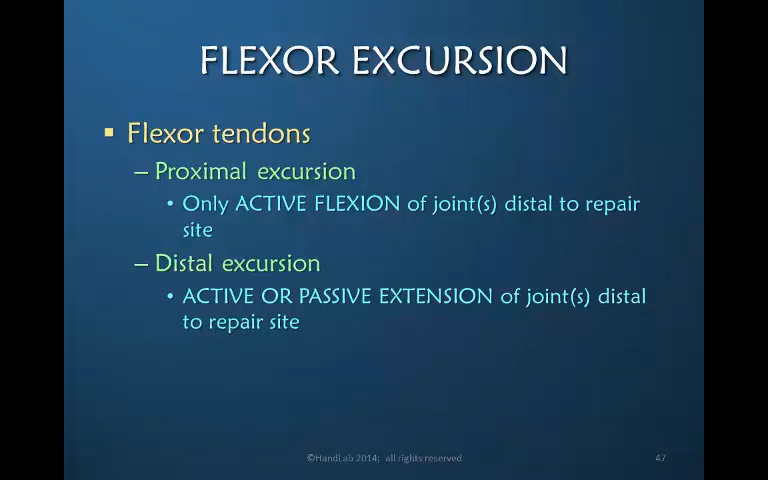 FLEXOR EXCURSION
▪ Flexor tendons
– Proximal excursion
• Only ACTIVE FLEXION of joint(s) distal to repair
site
– Distal excursion
• ACTIVE OR PASSIVE EXTENSION of joint(s) distal
to repair site
©HandLab 2014; all rights reserved
47